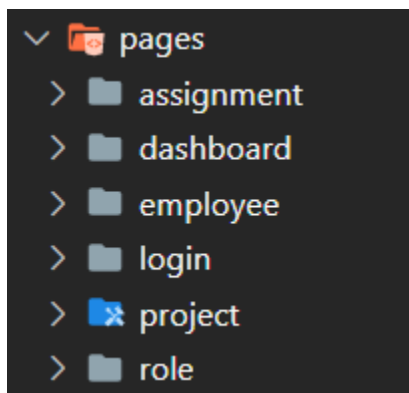 pages
assignment
dashboard
employee
login
project
role